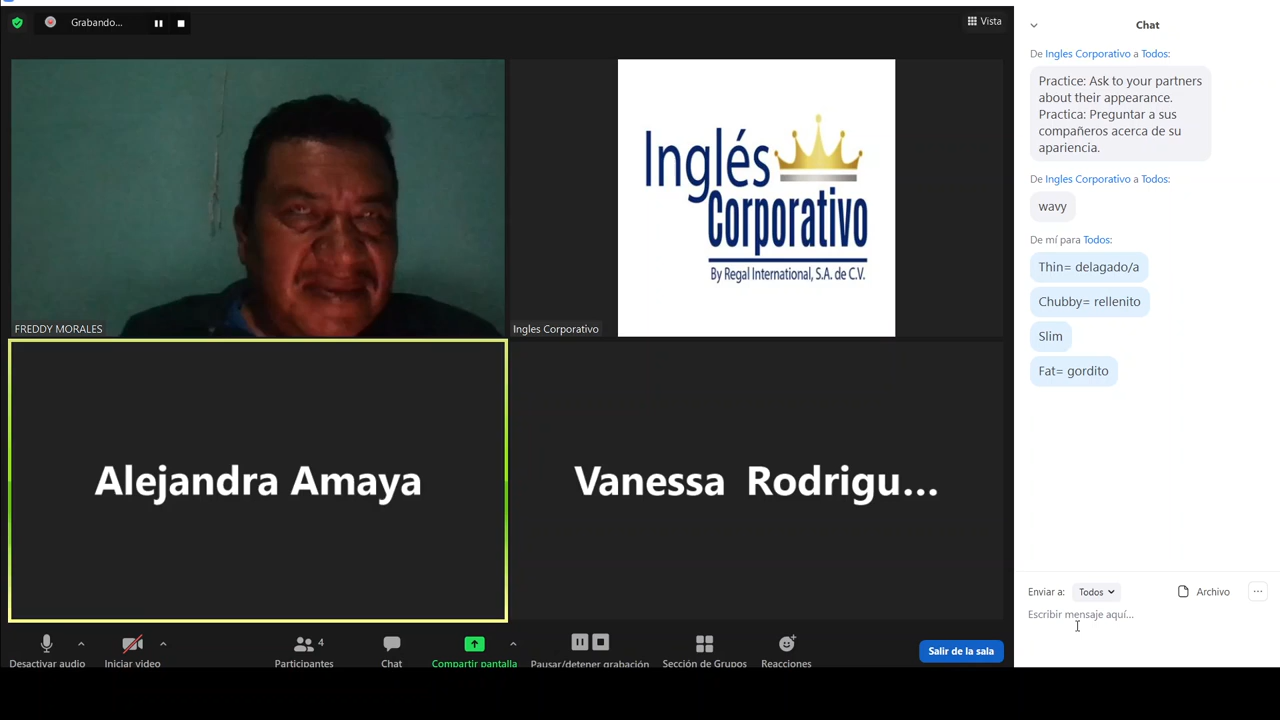 Grabando...
Vista
FREDDY MORALES
Inglés
Corporativo
By Regal International, S.A. de C.V.
Ingles Corporativo
Alejandra Amaya
Vanessa Rodrigu...
Desactivar audio
Iniciar video
4
Participantes
Chat
Compartir pantalla
Pausar/detener grabación
Sección de Grupos
Reacciones
Salir de la sala
Chat
De Ingles Corporativo a Todos:
Practice: Ask to your partners
about their appearance.
Practica: Preguntar a sus
compañeros acerca de su
apariencia.
De Ingles Corporativo a Todos:
wavy
De mí para Todos:
Thin= delagado/a
Chubby= rellenito
Slim
Fat= gordito
Enviar a: Todos
Archivo
...
Escribir mensaje aquí...